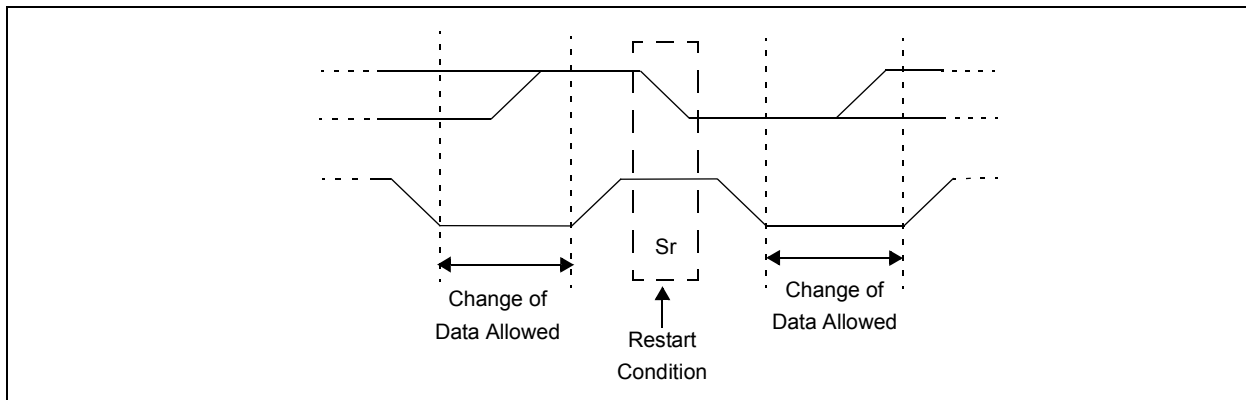 Sr
Change of
Data Allowed
Restart
Condition
Change of
Data Allowed